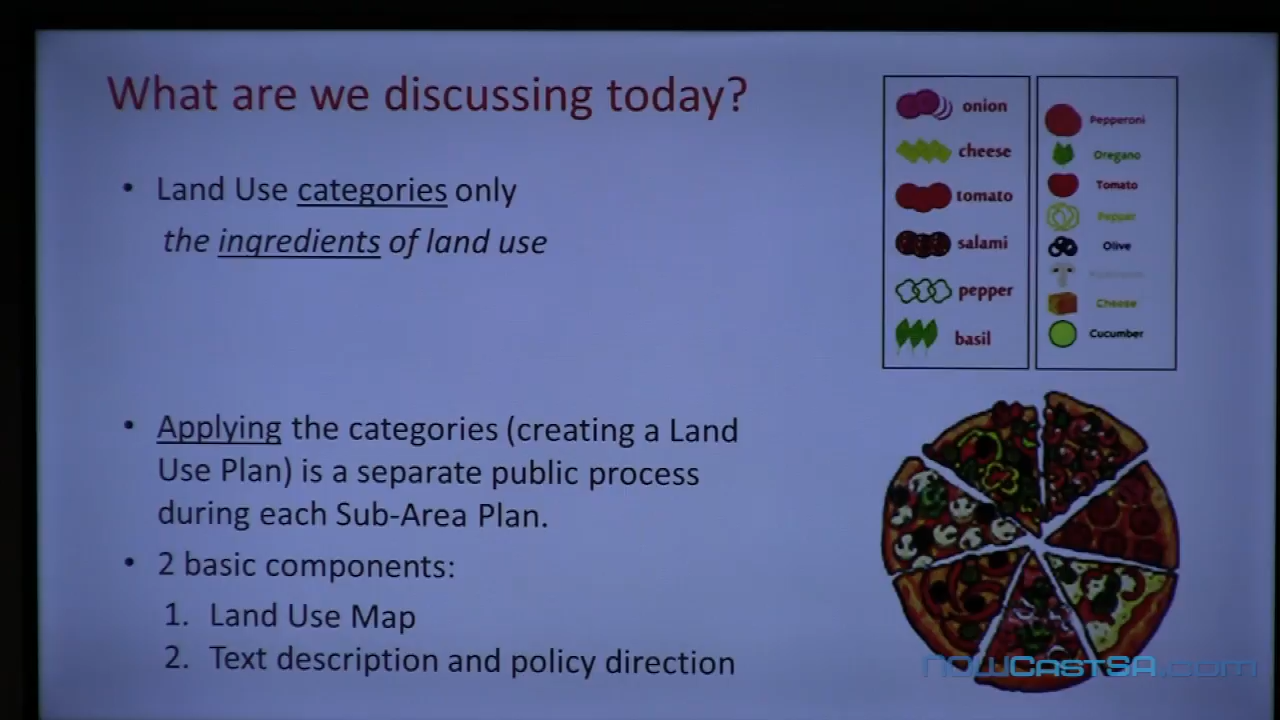 What are we discussing today?
• Land Use categories only
the ingredients of land use
• Applying the categories (creating a Land
Use Plan) is a separate public process
during each Sub-Area Plan.
• 2 basic components:
1. Land Use Map
2. Text description and policy direction
onion
cheese
tomato
salami
pepper
basil
Pepperoni
Oregano
Tomato
Pepper
Olive
Cheese
Cucumber
NOWCastSA.com